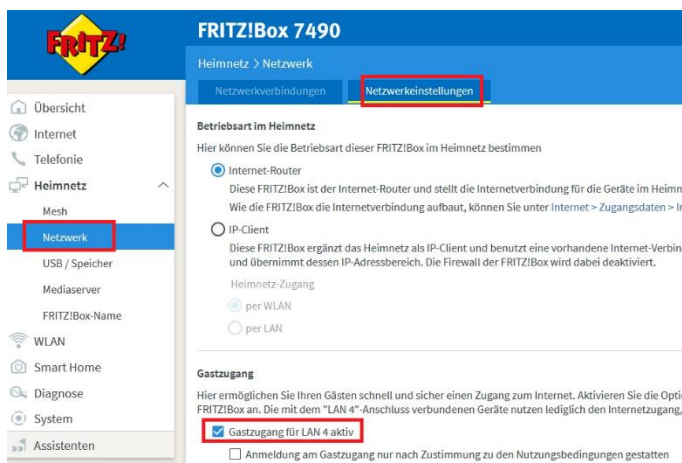 FRITZ!
FRITZ!Box 7490
Heimnetz > Netzwerk
Netzwerkverbindungen
Netzwerkeinstellungen
Übersicht
Internet
Telefonie
Heimnetz
Mesh
Netzwerk
USB / Speicher
Mediaserver
FRITZ!Box-Name
WLAN
Smart Home
Diagnose
System
Assistenten
Betriebsart im Heimnetz
Hier können Sie die Betriebsart dieser FRITZ!Box im Heimnetz bestimmen
Internet-Router
Diese FRITZ!Box ist der Internet-Router und stellt die Internetverbindung für die Geräte im Heimn
Wie die FRITZ!Box die Internetverbindung aufbaut, können Sie unter Internet > Zugangsdaten > In
IP-Client
Diese FRITZ!Box ergänzt das Heimnetz als IP-Client und benutzt eine vorhandene Internet-Verbin
und übernimmt dessen IP-Adressbereich. Die Firewall der FRITZ!Box wird dabei deaktiviert.
Heimnetz-Zugang
per WLAN
per LAN
Gastzugang
Hier ermöglichen Sie Ihren Gästen schnell und sicher einen Zugang zum Internet. Aktivieren Sie die Opti
FRITZ!Box an. Die mit dem "LAN 4"-Anschluss verbundenen Geräte nutzen lediglich den Internetzugang,
Gastzugang für LAN 4 aktiv
Anmeldung am Gastzugang nur nach Zustimmung zu den Nutzungsbedingungen gestatten